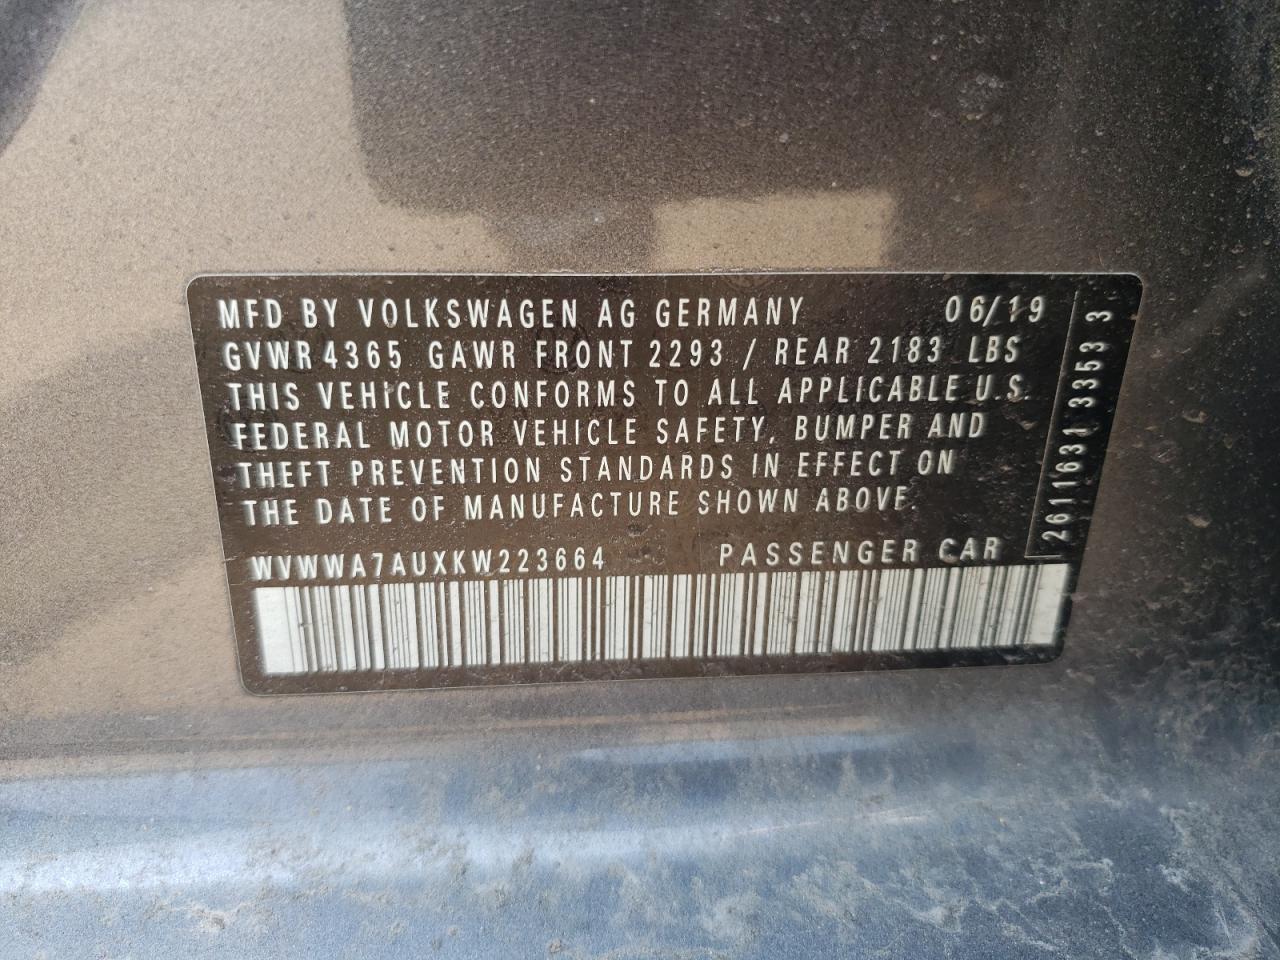 MFD BY VOLKSWAGEN AG GERMANY 06/19
GVWR 4365 GAWR FRONT 2293 / REAR 2183 LBS
THIS VEHICLE CONFORMS TO ALL APPLICABLE U.S.
FEDERAL MOTOR VEHICLE SAFETY, BUMPER AND
THEFT PREVENTION STANDARDS IN EFFECT ON
THE DATE OF MANUFACTURE SHOWN ABOVE.
WVWWA7AUXKW223664 PASSENGER CAR
2611631 3353 3